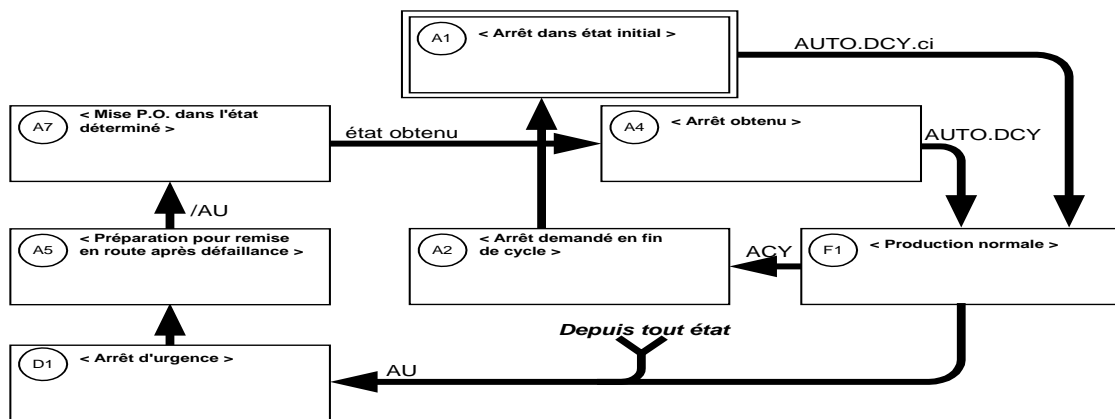 A1
< Arrêt dans état initial >
AUTO.DCY.ci
A7
< Mise P.O. dans l'état
déterminé >
état obtenu
A4
< Arrêt obtenu >
AUTO.DCY
/AU
A5
< Préparation pour remise
en route après défaillance >
A2
< Arrêt demandé en fin
de cycle >
ACY
F1
< Production normale >
Depuis tout état
D1
< Arrêt d'urgence >
AU